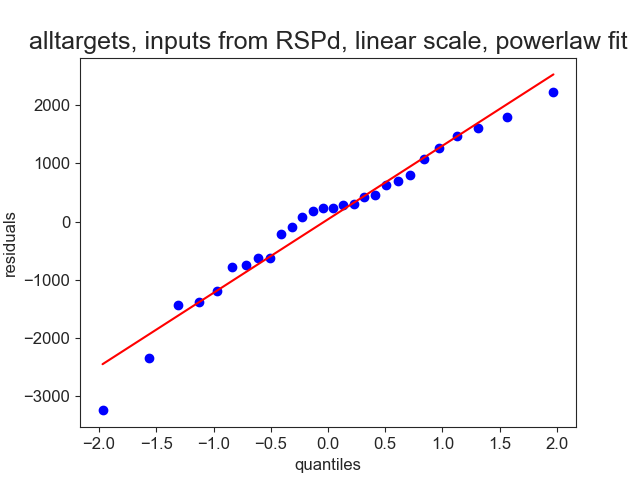 alltargets, inputs from RSPd, linear scale, powerlaw fit
2000
1000
0
−1000
−2000
−3000
residuals
−2.0 −1.5 −1.0 −0.5 0.0 0.5 1.0 1.5 2.0
quantiles